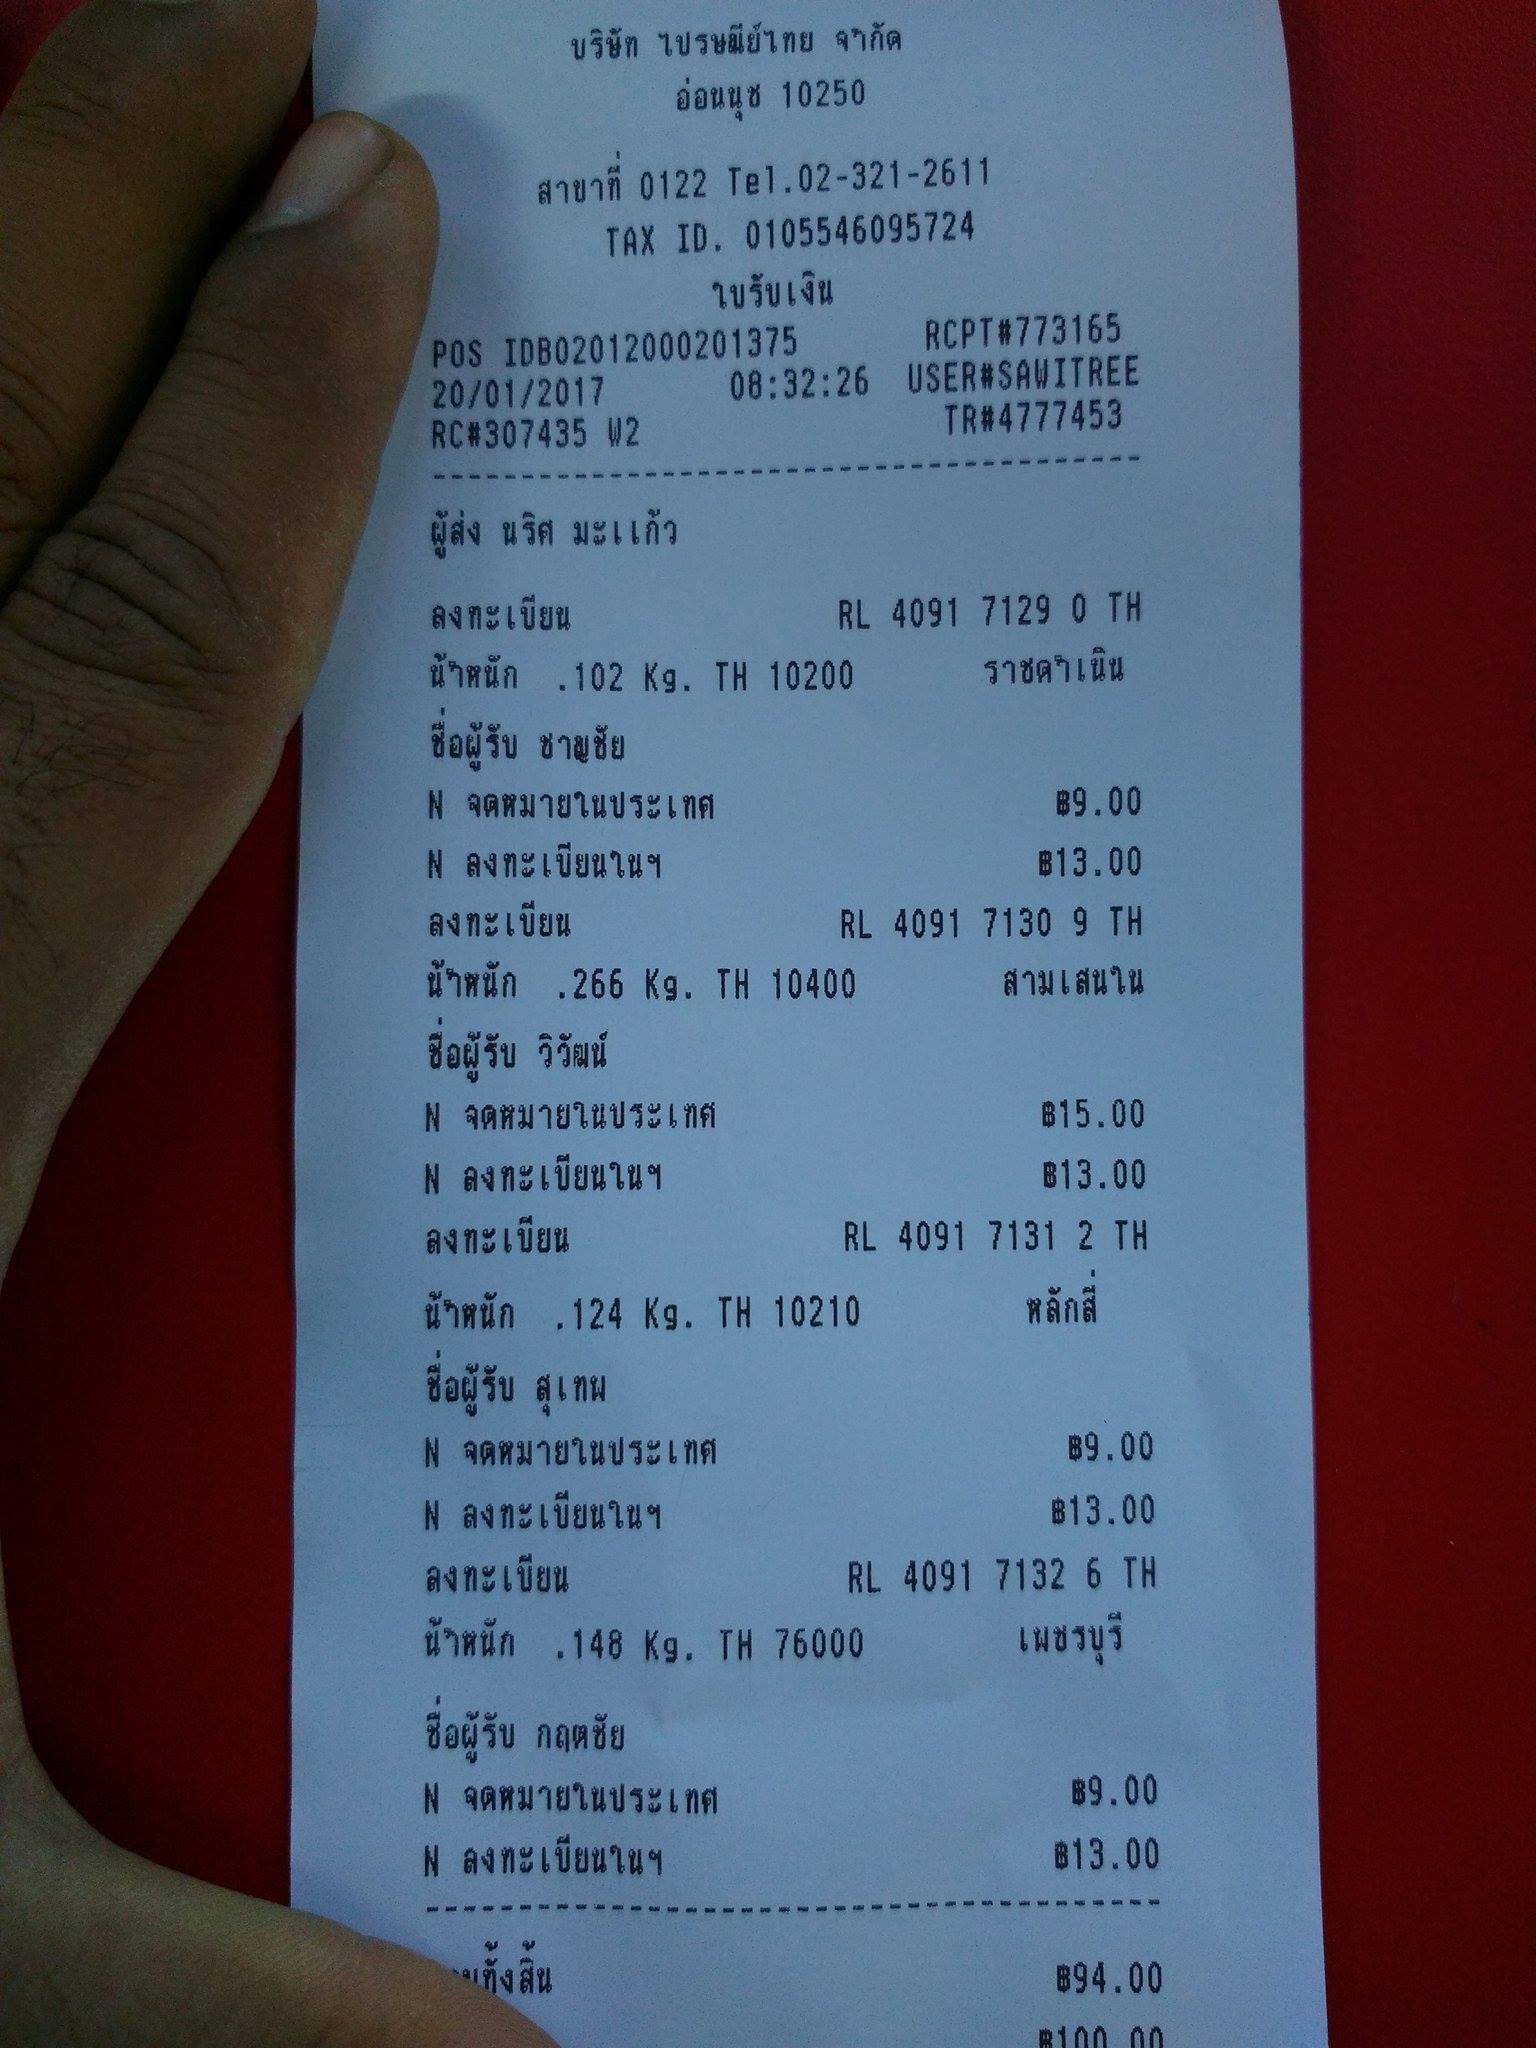 บริษัท ไปรษณีย์ไทย จำกัด
อ่อนนุช 10250
สาขาที่ 0122 Tel.02-321-2611
TAX ID. 0105546095724
ใบรับเงิน
POS IDB02012000201375 RCPT#773165
20/01/2017 08:32:26 USER#SAWITREE
RC#307435 W2 TR#4777453
ผู้ส่ง นริศ มะแก้ว
ลงทะเบียน RL 4091 7129 0 TH
น้ำหนัก .102 Kg. TH 10200 ราชดำเนิน
ชื่อผู้รับ ชาญชัย
N จดหมายในประเทศ ฿9.00
N ลงทะเบียนในฯ ฿13.00
ลงทะเบียน RL 4091 7130 9 TH
น้ำหนัก .266 Kg. TH 10400 สามเสนใน
ชื่อผู้รับ วิวัฒน์
N จดหมายในประเทศ ฿15.00
N ลงทะเบียนในฯ ฿13.00
ลงทะเบียน RL 4091 7131 2 TH
น้ำหนัก .124 Kg. TH 10210 หลักสี่
ชื่อผู้รับ สุเทพ
N จดหมายในประเทศ ฿9.00
N ลงทะเบียนในฯ ฿13.00
ลงทะเบียน RL 4091 7132 6 TH
น้ำหนัก .148 Kg. TH 76000 เพชรบุรี
ชื่อผู้รับ กฤตชัย
N จดหมายในประเทศ ฿9.00
N ลงทะเบียนในฯ ฿13.00
ทั้งสิ้น ฿94.00
฿100.00